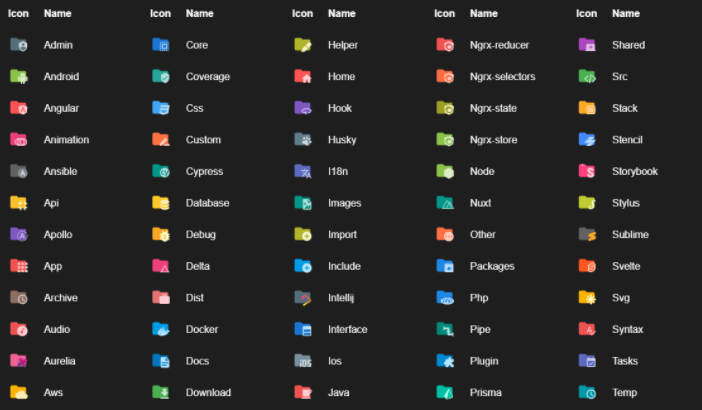 Icon Name Icon Name Icon Name Icon Name Icon Name
Admin Core Helper Ngrx-reducer Shared
Android Coverage Home Ngrx-selectors Src
Angular Css Hook Ngrx-state Stack
Animation Custom Husky Ngrx-store Stencil
Ansible Cypress I18n Node Storybook
Api Database Images Nuxt Stylus
Apollo Debug Import Other Sublime
App Delta Include Packages Svelte
Archive Dist Intellij Php Svg
Audio Docker Interface Pipe Syntax
Aurelia Docs Ios Plugin Tasks
Aws Download Java Prisma Temp